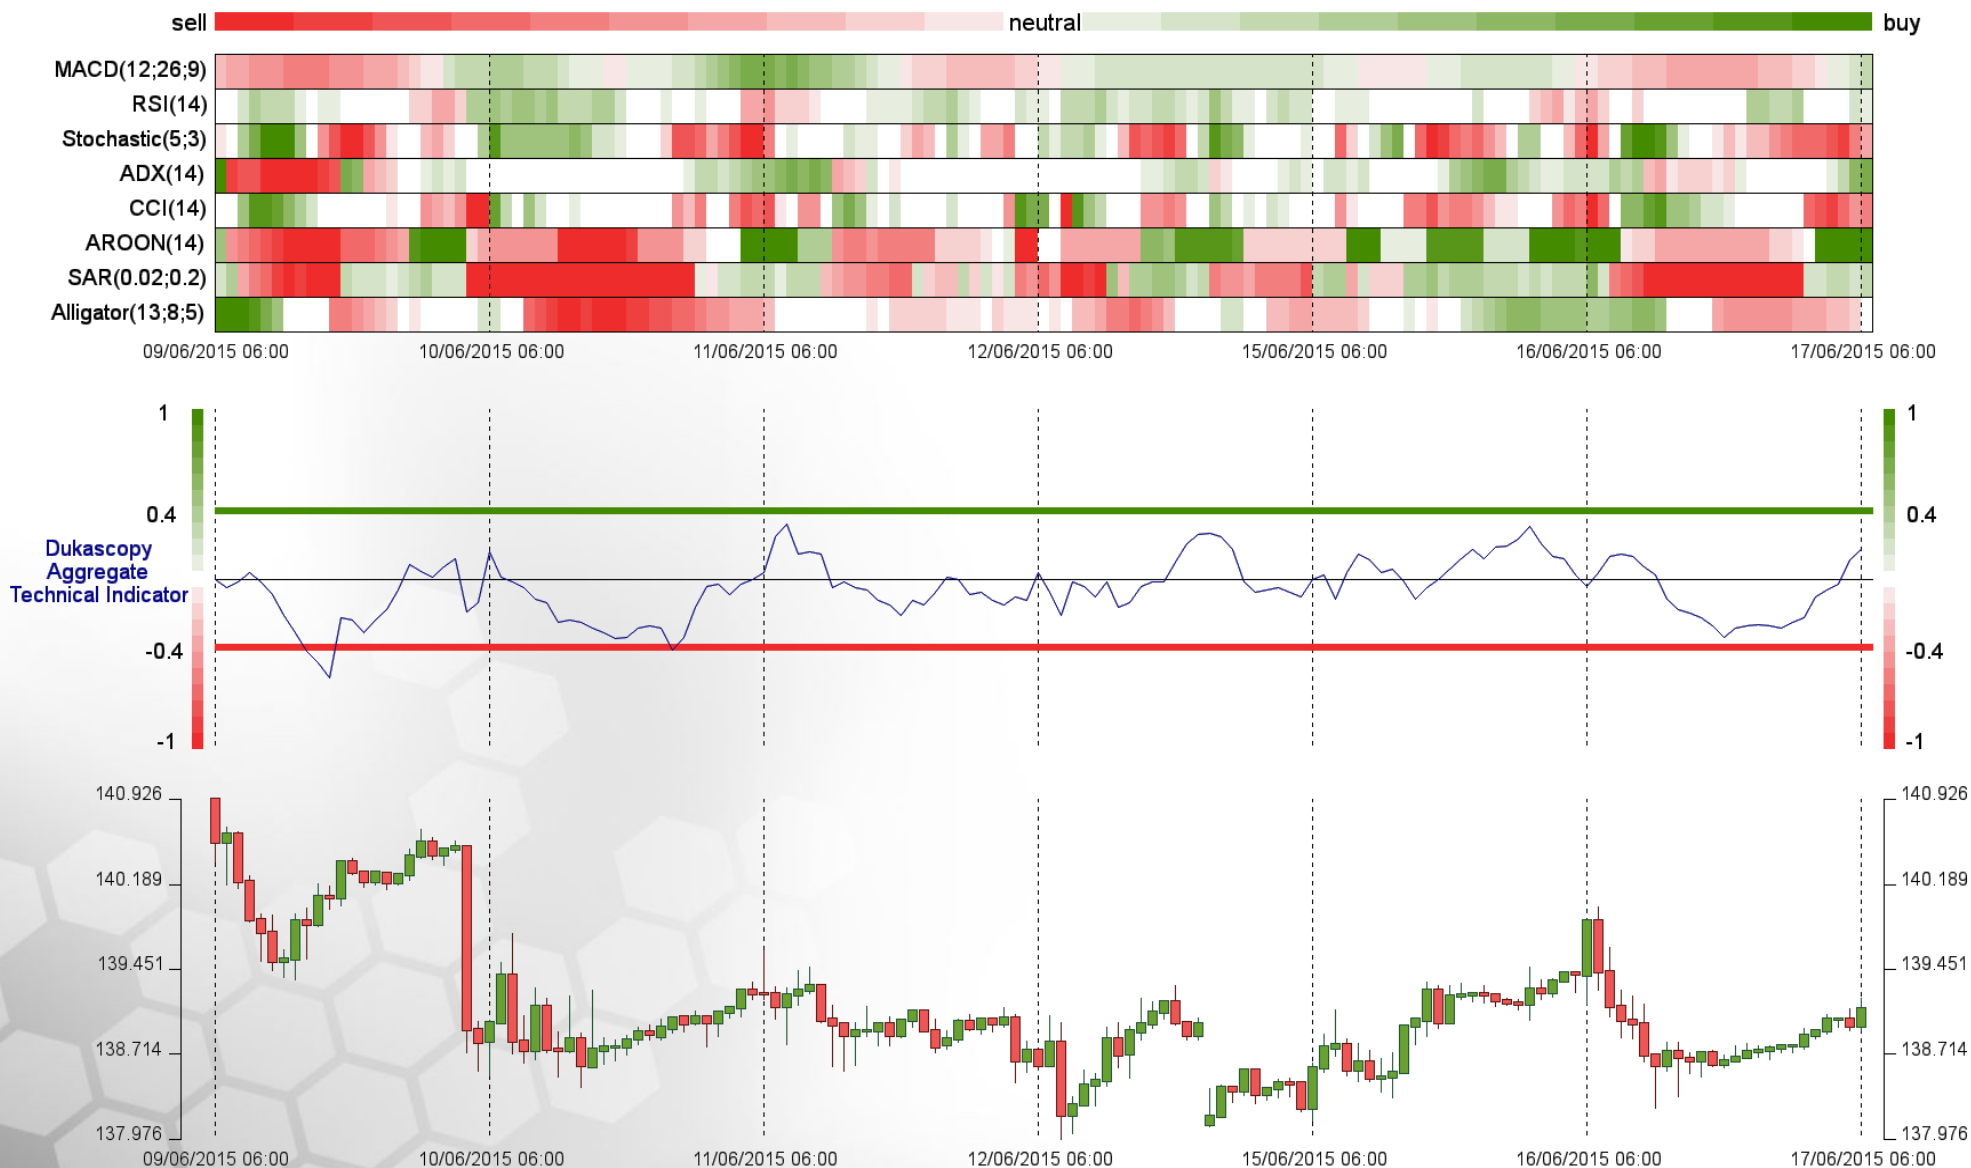 sell neutral buy
MACD(12;26;9)
RSI(14)
Stochastic(5;3)
ADX(14)
CCI(14)
AROON(14)
SAR(0.02;0.2)
Alligator(13;8;5)
09/06/2015 06:00 10/06/2015 06:00 11/06/2015 06:00 12/06/2015 06:00 15/06/2015 06:00 16/06/2015 06:00 17/06/2015 06:00
1 1
0.4 0.4
Dukascopy
Aggregate
Technical Indicator
-0.4 -0.4
-1 -1
140.926 140.926
140.189 140.189
139.451 139.451
138.714 138.714
137.976 137.976
09/06/2015 06:00 10/06/2015 06:00 11/06/2015 06:00 12/06/2015 06:00 15/06/2015 06:00 16/06/2015 06:00 17/06/2015 06:00